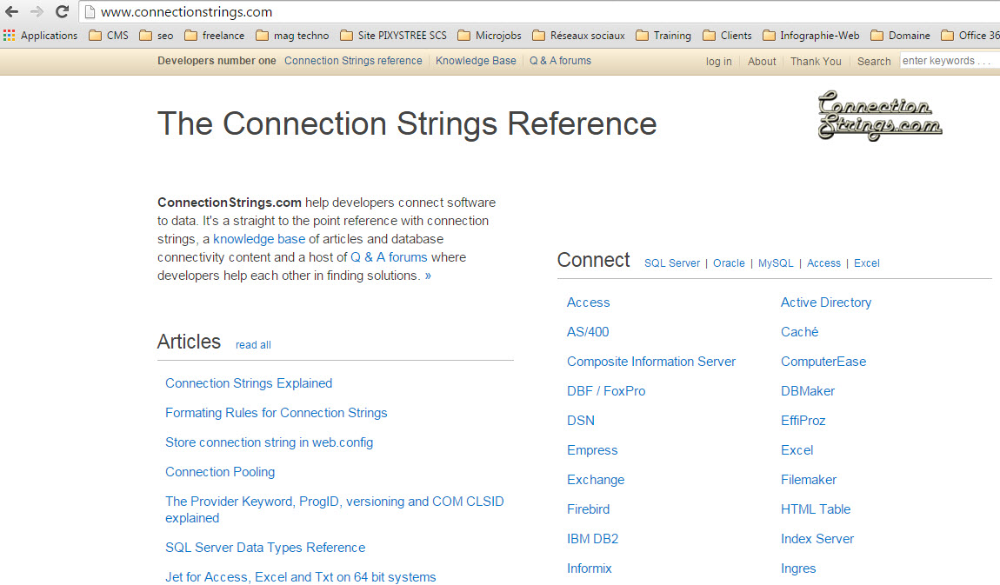 www.connectionstrings.com
Applications CMS seo freelance mag techno Site PIXYSTREE SCS Microjobs Réseaux sociaux Training Clients Infographie-Web Domaine Office 36
Developers number one Connection Strings reference Knowledge Base Q & A forums log in About Thank You Search enter keywords . . .
The Connection Strings Reference
Connection
Strings.com
ConnectionStrings.com help developers connect software
to data. It's a straight to the point reference with connection
strings, a knowledge base of articles and database
connectivity content and a host of Q & A forums where
developers help each other in finding solutions. »
Articles read all
Connection Strings Explained
Formating Rules for Connection Strings
Store connection string in web.config
Connection Pooling
The Provider Keyword, ProgID, versioning and COM CLSID
explained
SQL Server Data Types Reference
Jet for Access, Excel and Txt on 64 bit systems
Connect SQL Server | Oracle | MySQL | Access | Excel
Access Active Directory
AS/400 Caché
Composite Information Server ComputerEase
DBF / FoxPro DBMaker
DSN EffiProz
Empress Excel
Exchange Filemaker
Firebird HTML Table
IBM DB2 Index Server
Informix Ingres